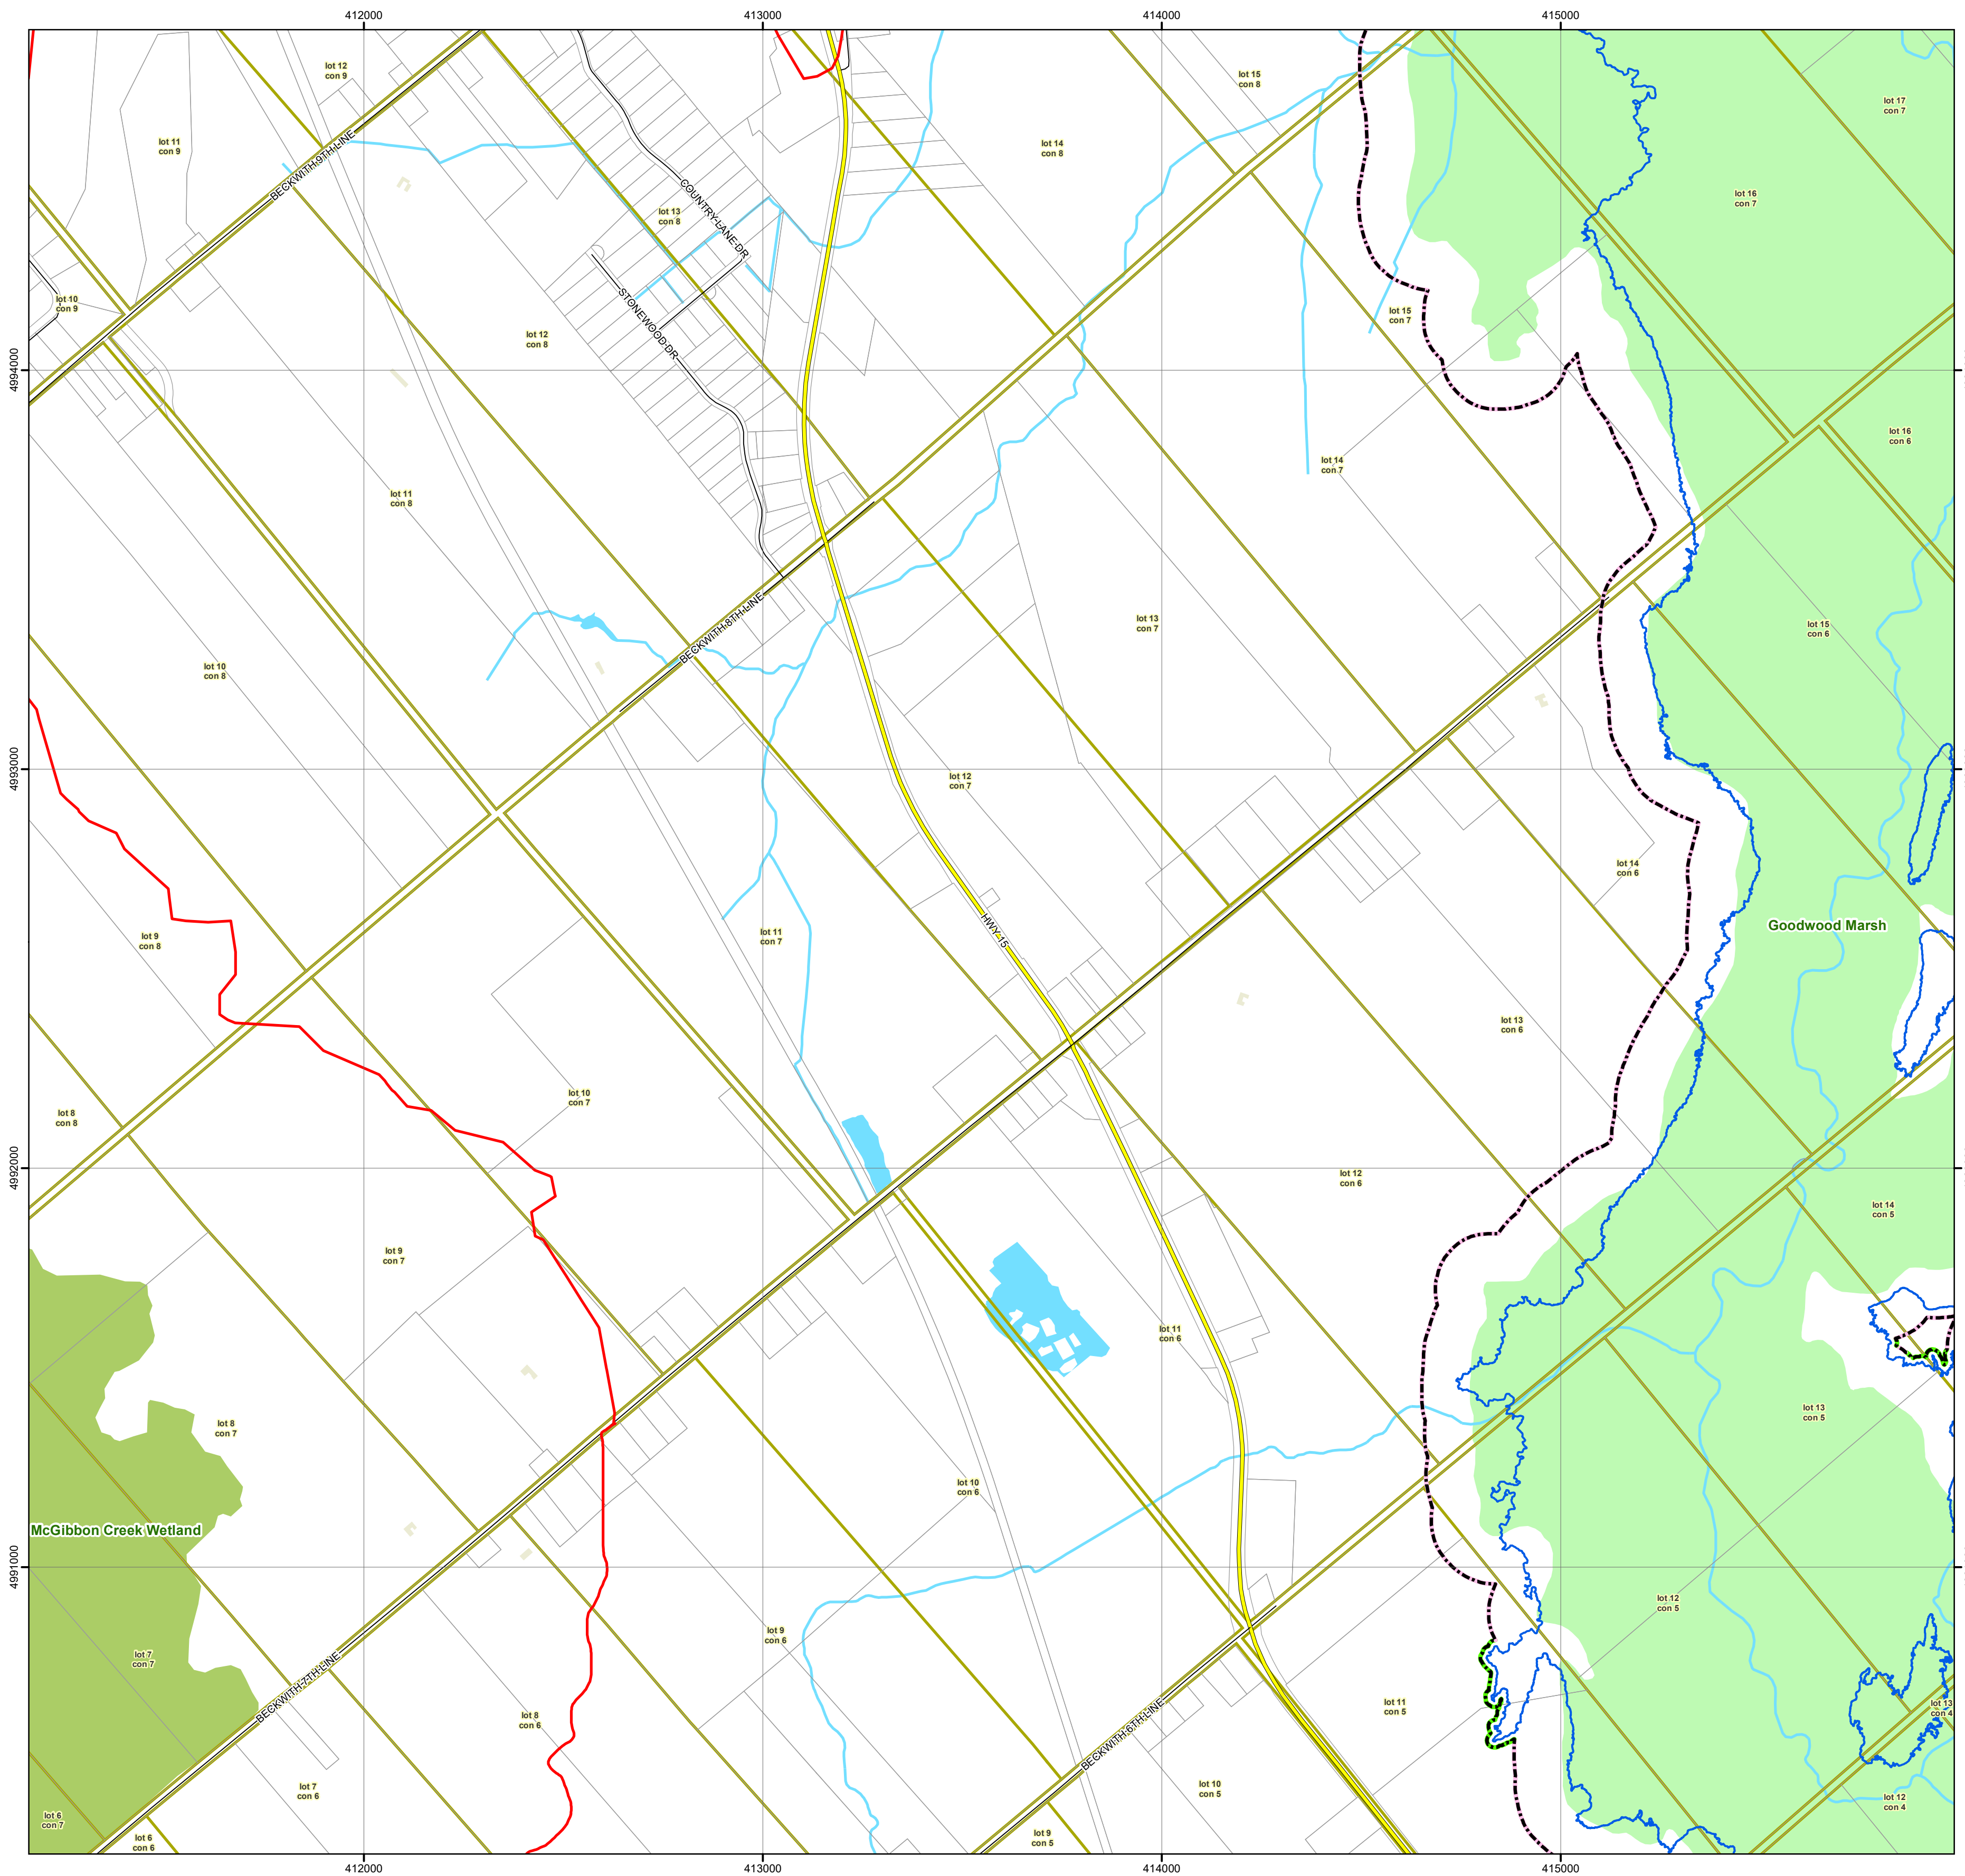 412000
413000
414000
415000
lot 12
con 9
lot 15
con 8
lot 17
con 7
lot 11
con 9
lot 14
con 8
BECKWITH 9TH LINE
COUNTRY LANE DR
lot 16
con 7
lot 13
con 8
lot 10
con 9
STONEWOOD DR
lot 15
con 7
lot 12
con 8
4994000
lot 16
con 6
lot 14
con 7
lot 11
con 8
BECKWITH 8TH LINE
lot 13
con 7
lot 15
con 6
lot 10
con 8
4993000
lot 12
con 7
lot 14
con 6
Goodwood Marsh
HWY 15
lot 9
con 8
lot 11
con 7
lot 13
con 6
lot 10
con 7
lot 8
con 8
4992000
lot 12
con 6
lot 14
con 5
lot 9
con 7
lot 11
con 6
lot 13
con 5
lot 8
con 7
lot 10
con 6
McGibbon Creek Wetland
4991000
lot 12
con 5
lot 9
con 6
lot 7
con 7
BECKWITH 7TH LINE
lot 11
con 5
lot 13
con 4
lot 8
con 6
BECKWITH 6TH LINE
lot 7
con 6
lot 10
con 5
lot 12
con 4
lot 6
con 7
lot 6
con 6
lot 9
con 5
412000
413000
414000
415000